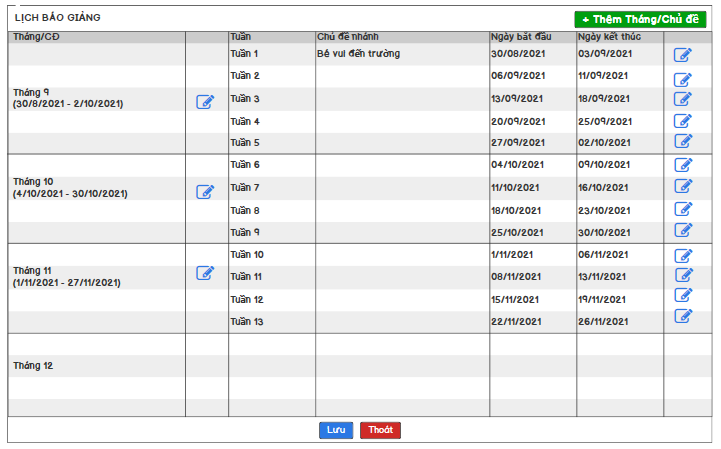 LỊCH BÁO GIẢNG
+ Thêm Tháng/Chủ đề
Tháng/CĐ Tuần Chủ đề nhánh Ngày bắt đầu Ngày kết thúc
Tuần 1 Bé vui đến trường 30/08/2021 03/09/2021
Tuần 2 06/09/2021 11/09/2021
Tháng 9
(30/8/2021 - 2/10/2021)
Tuần 3 13/09/2021 18/09/2021
Tuần 4 20/09/2021 25/09/2021
Tuần 5 27/09/2021 02/10/2021
Tuần 6 04/10/2021 09/10/2021
Tháng 10
(4/10/2021 - 30/10/2021)
Tuần 7 11/10/2021 16/10/2021
Tuần 8 18/10/2021 23/10/2021
Tuần 9 25/10/2021 30/10/2021
Tuần 10 1/11/2021 06/11/2021
Tháng 11
(1/11/2021 - 27/11/2021)
Tuần 11 08/11/2021 13/11/2021
Tuần 12 15/11/2021 19/11/2021
Tuần 13 22/11/2021 26/11/2021
Tháng 12
Lưu Thoát